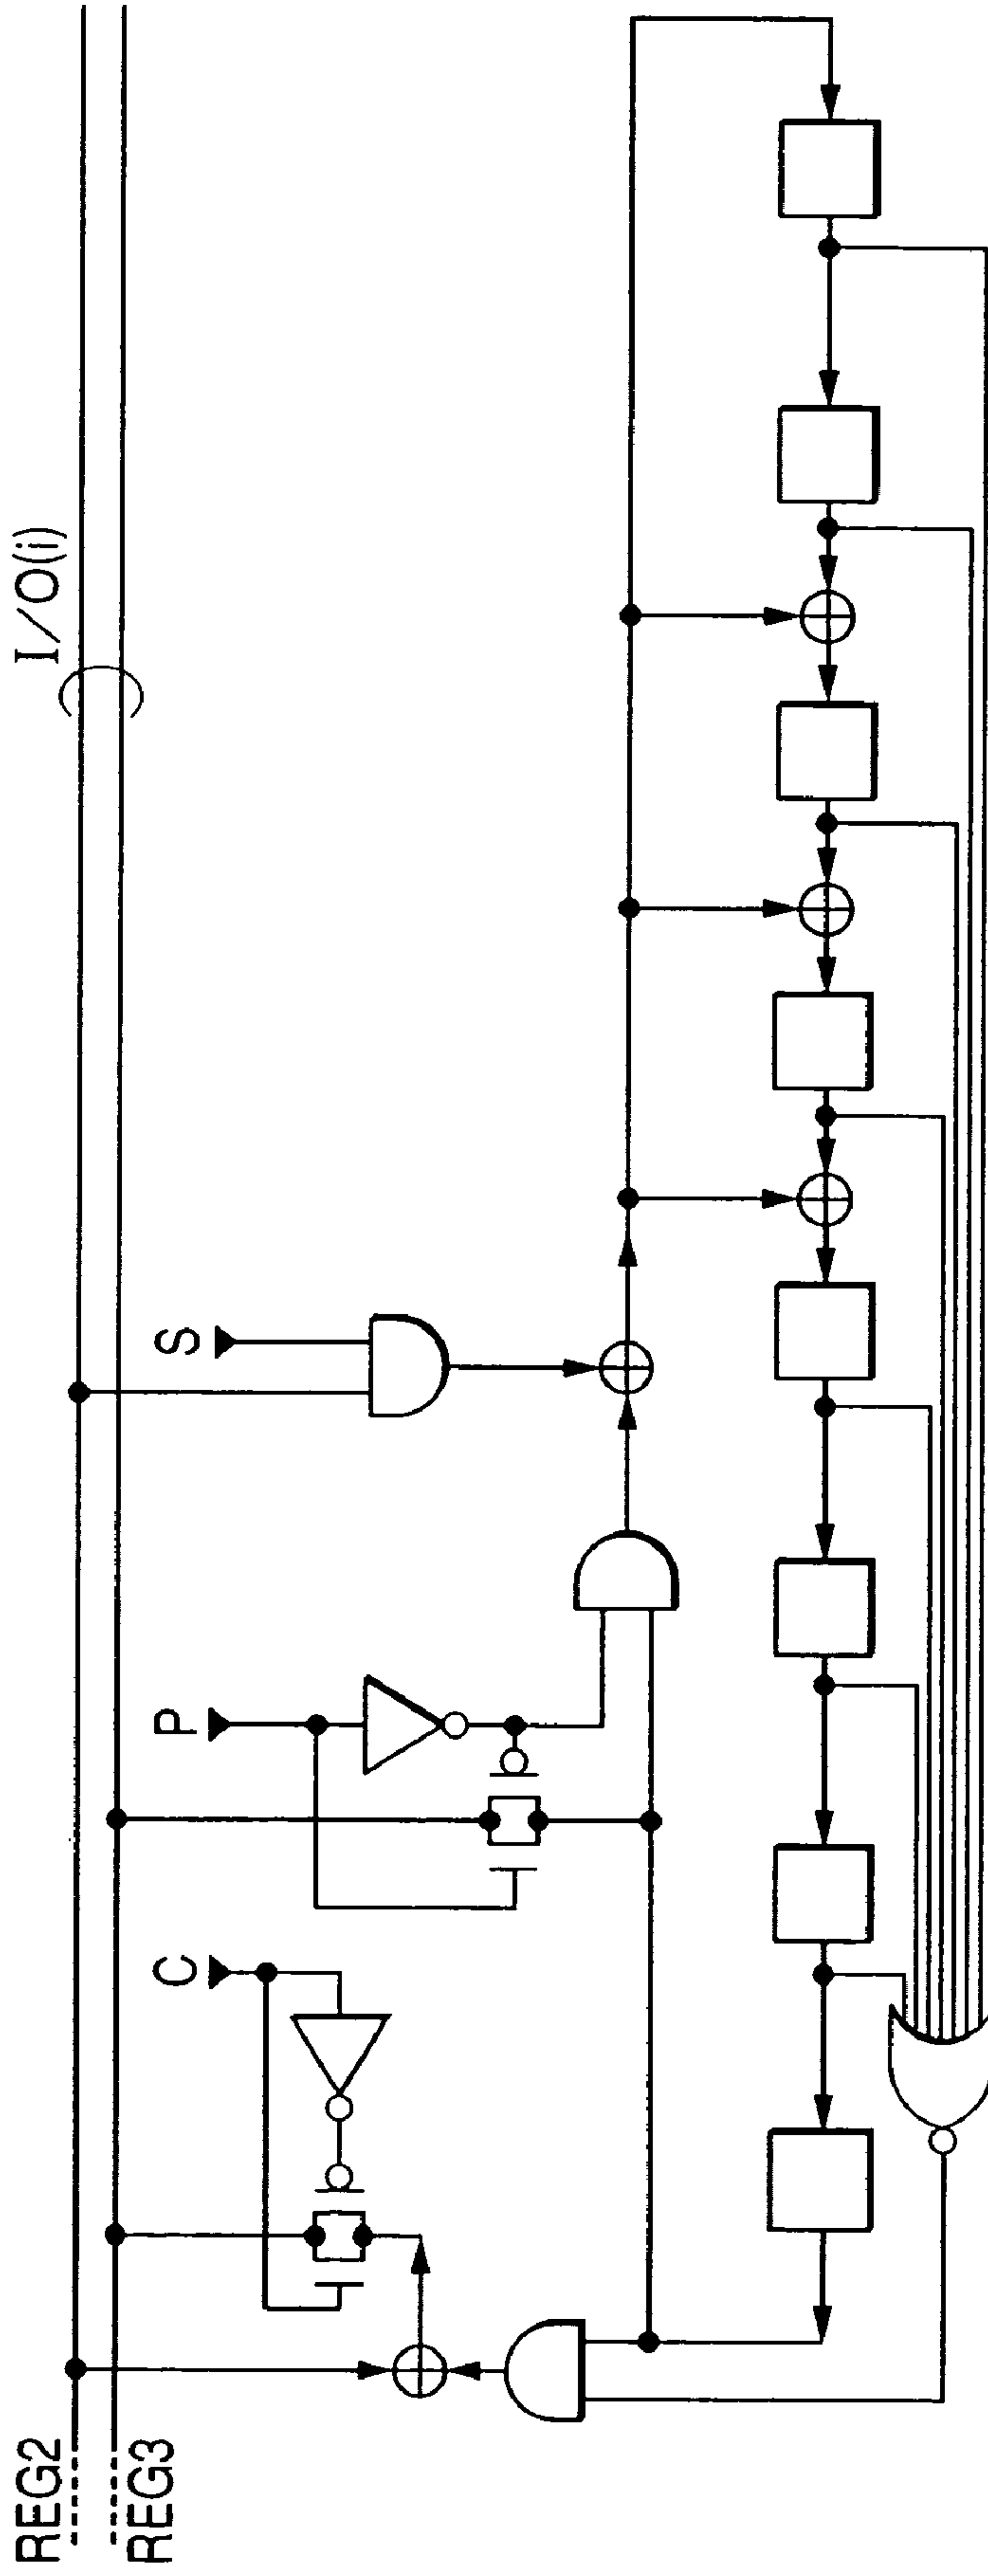 I/O(i)
S
P
C
REG2
REG3